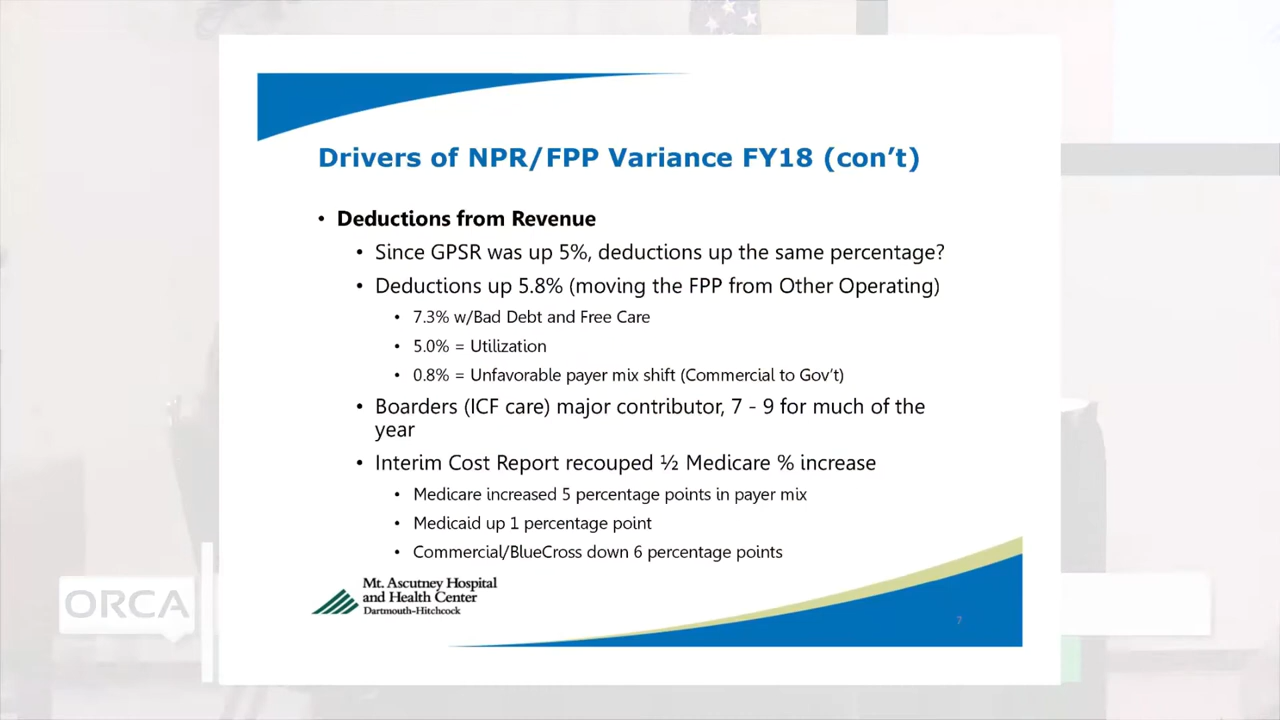 Drivers of NPR/FPP Variance FY18 (con’t)
• Deductions from Revenue
• Since GPSR was up 5%, deductions up the same percentage?
• Deductions up 5.8% (moving the FPP from Other Operating)
• 7.3% w/Bad Debt and Free Care
• 5.0% = Utilization
• 0.8% = Unfavorable payer mix shift (Commercial to Gov’t)
• Boarders (ICF care) major contributor, 7 - 9 for much of the
year
• Interim Cost Report recouped ½ Medicare % increase
• Medicare increased 5 percentage points in payer mix
• Medicaid up 1 percentage point
• Commercial/BlueCross down 6 percentage points
Mt. Ascutney Hospital
and Health Center
Dartmouth-Hitchcock
7
ORCA